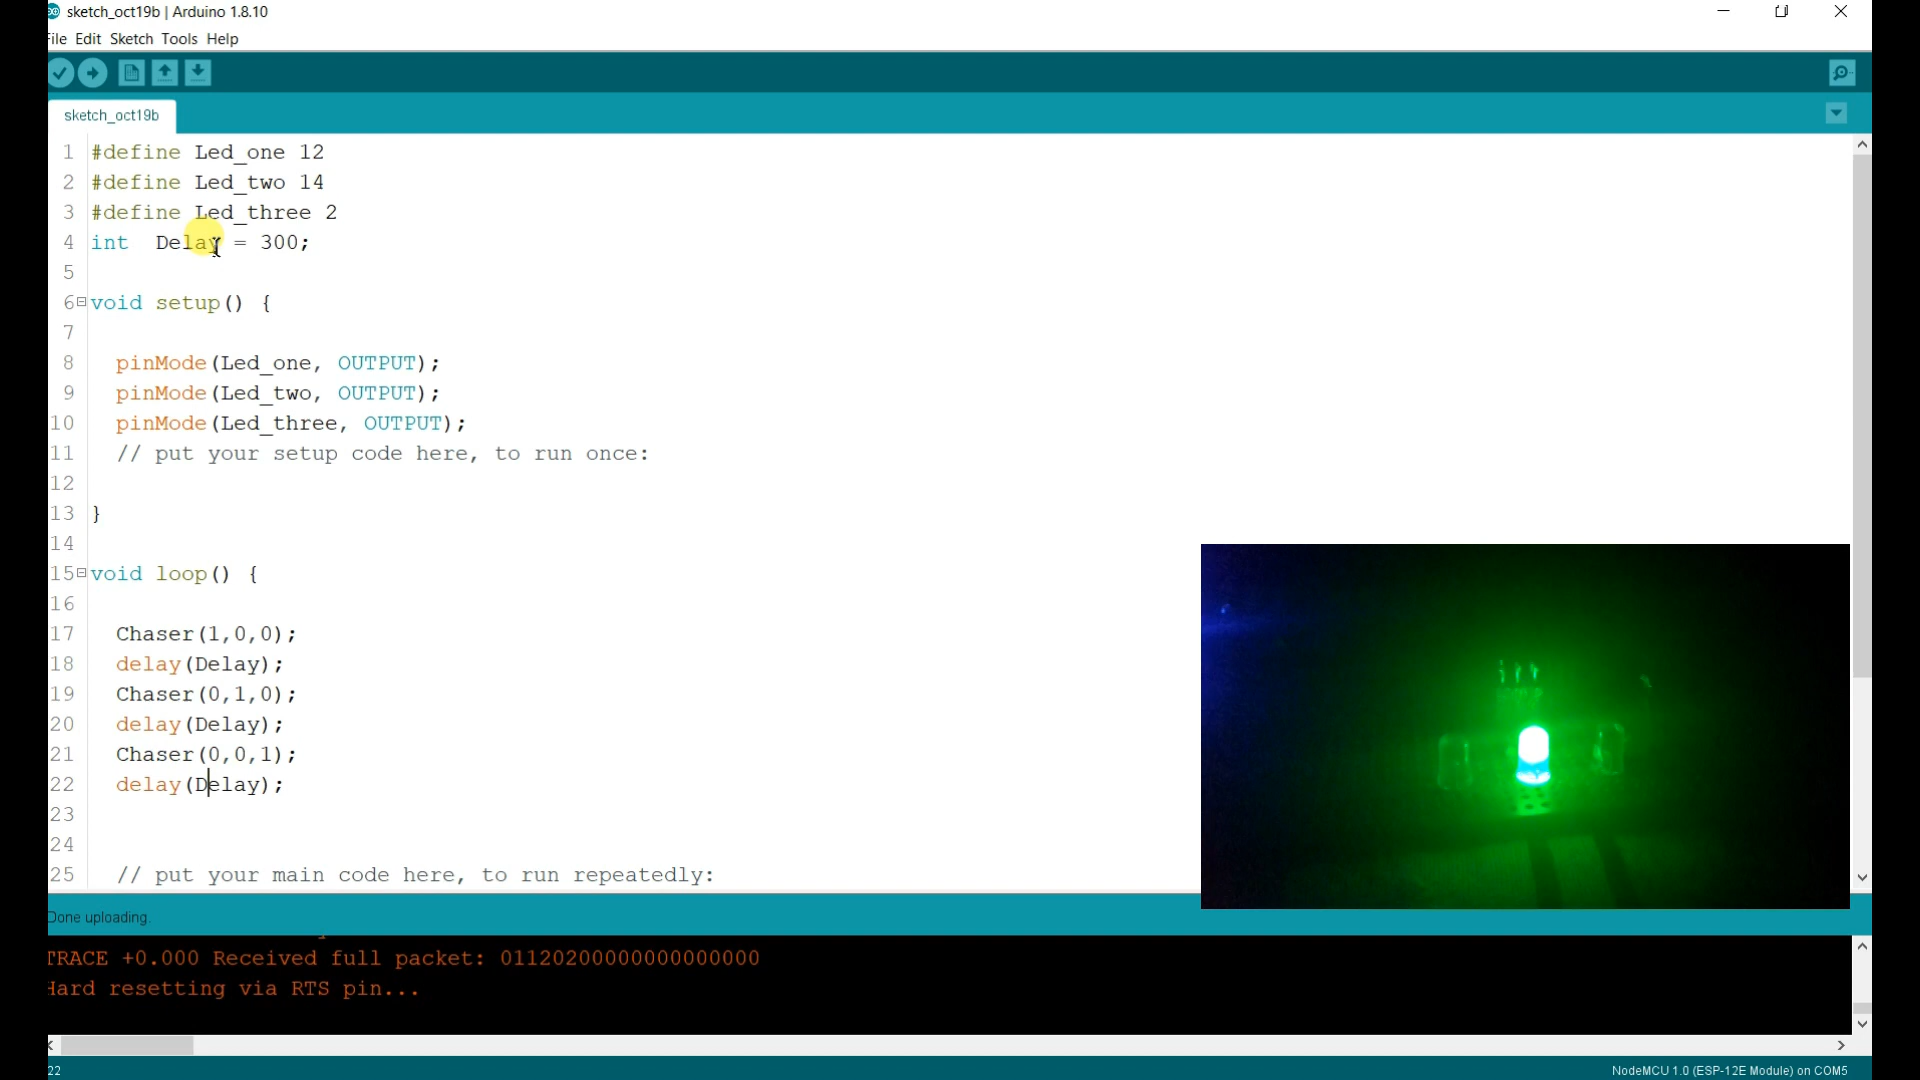 sketch_oct19b | Arduino 1.8.10
File Edit Sketch Tools Help
sketch_oct19b
1 #define Led_one 12
2 #define Led_two 14
3 #define Led_three 2
4 int  Delay = 300;
5
6 void setup() {
7
8   pinMode(Led_one, OUTPUT);
9   pinMode(Led_two, OUTPUT);
10   pinMode(Led_three, OUTPUT);
11   // put your setup code here, to run once:
12
13 }
14
15 void loop() {
16
17   Chaser(1,0,0);
18   delay(Delay);
19   Chaser(0,1,0);
20   delay(Delay);
21   Chaser(0,0,1);
22   delay(Delay);
23
24
25   // put your main code here, to run repeatedly:
Done uploading.
TRACE +0.000 Received full packet: 01120200000000000000
Hard resetting via RTS pin...
22
NodeMCU 1.0 (ESP-12E Module) on COM5